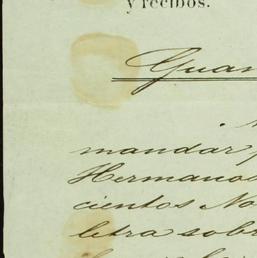 y recibos.
Guan
mandar
Hermanos
cientos No
letra sobre